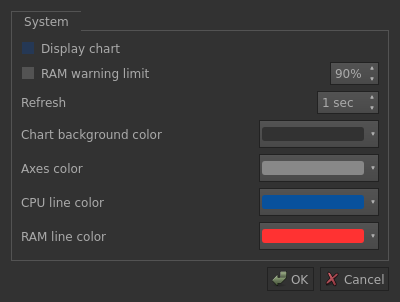 System
Display chart
RAM warning limit 90%
Refresh 1 sec
Chart background color
Axes color
CPU line color
RAM line color
OK Cancel